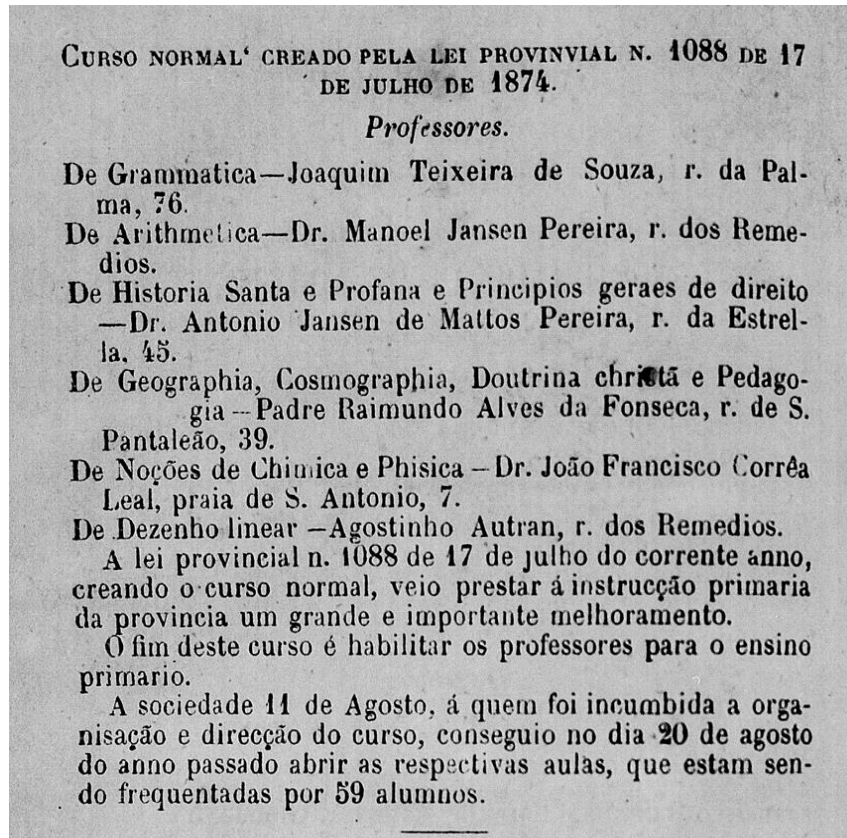 CURSO NORMAL' CREADO PELA LEI PROVINVIAL N. 1088 DE 17
DE JULHO DE 1874.
Professores.
De Grammatica—Joaquim Teixeira de Souza, r. da Pal-
ma, 76.
De Arithmetica—Dr. Manoel Jansen Pereira, r. dos Reme-
dios.
De Historia Santa e Profana e Principios geraes de direito
—Dr. Antonio Jansen de Mattos Pereira, r. da Estrel-
la, 45.
De Geographia, Cosmographia, Doutrina christã e Pedago-
gia—Padre Raimundo Alves da Fonseca, r. de S.
Pantaleão, 39.
De Noções de Chimica e Phisica—Dr. João Francisco Corrêa
Leal, praia de S. Antonio, 7.
De Dezenho linear—Agostinho Autran, r. dos Remedios.
A lei provincial n. 1088 de 17 de julho do corrente anno,
creando o curso normal, veio prestar á instrucção primaria
da provincia um grande e importante melhoramento.
O fim deste curso é habilitar os professores para o ensino
primario.
A sociedade 11 de Agosto, á quem foi incumbida a orga-
nisação e direcção do curso, conseguio no dia 20 de agosto
do anno passado abrir as respectivas aulas, que estam sen-
do frequentadas por 59 alumnos.